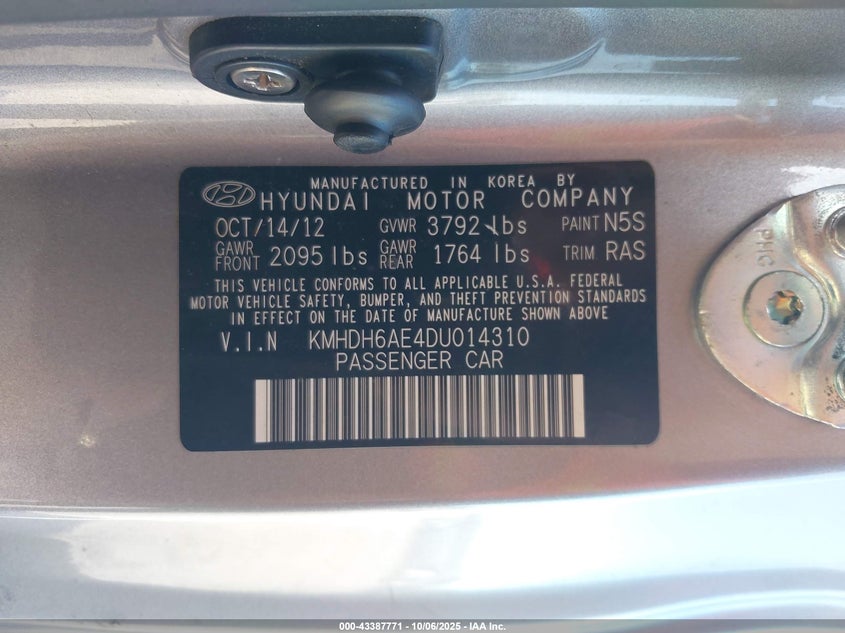 MANUFACTURED IN KOREA BY
HYUNDAI MOTOR COMPANY
OCT/14/12 GVWR 3792 lbs PAINT N5S
GAWR FRONT 2095 lbs GAWR REAR 1764 lbs TRIM RAS
THIS VEHICLE CONFORMS TO ALL APPLICABLE U.S.A. FEDERAL
MOTOR VEHICLE SAFETY, BUMPER, AND THEFT PREVENTION STANDARDS
IN EFFECT ON THE DATE OF MANUFACTURE SHOWN ABOVE
V.I.N KMHDH6AE4DU014310
PASSENGER CAR
PHC
000-43387771 - 10/06/2025 - IAA Inc.